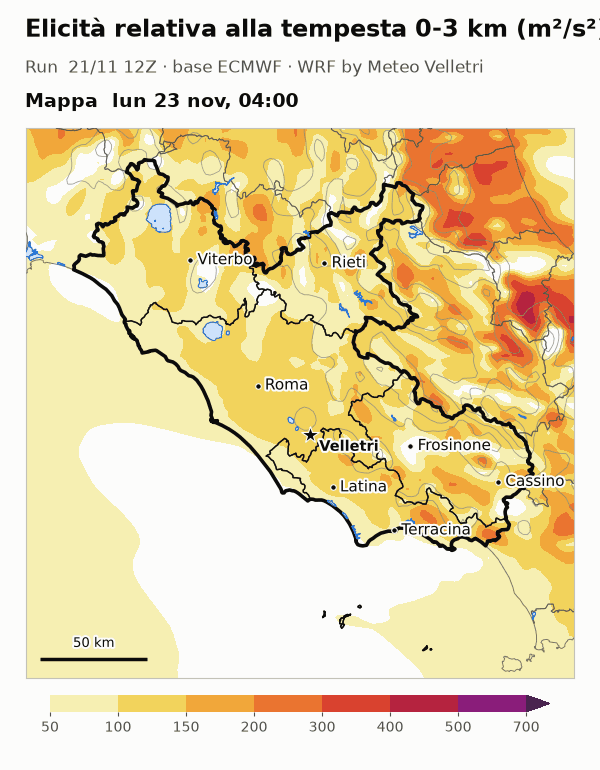 Elicità relativa alla tempesta 0-3 km (m²/s²)
Run 21/11 12Z · base ECMWF · WRF by Meteo Velletri
Mappa lun 23 nov, 04:00
Viterbo
Rieti
Roma
Velletri
Frosinone
Latina
Cassino
Terracina
50 km
50 100 150 200 300 400 500 700